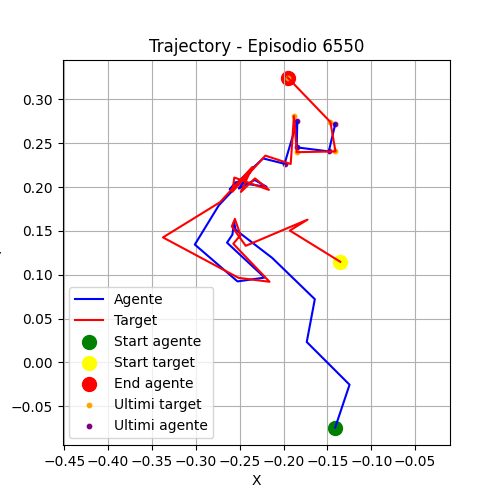 Trajectory - Episodio 6550
0.30
0.25
0.20
0.15
0.10
0.05
0.00
−0.05
Agente
Target
Start agente
Start target
End agente
Ultimi target
Ultimi agente
−0.45 −0.40 −0.35 −0.30 −0.25 −0.20 −0.15 −0.10 −0.05
X